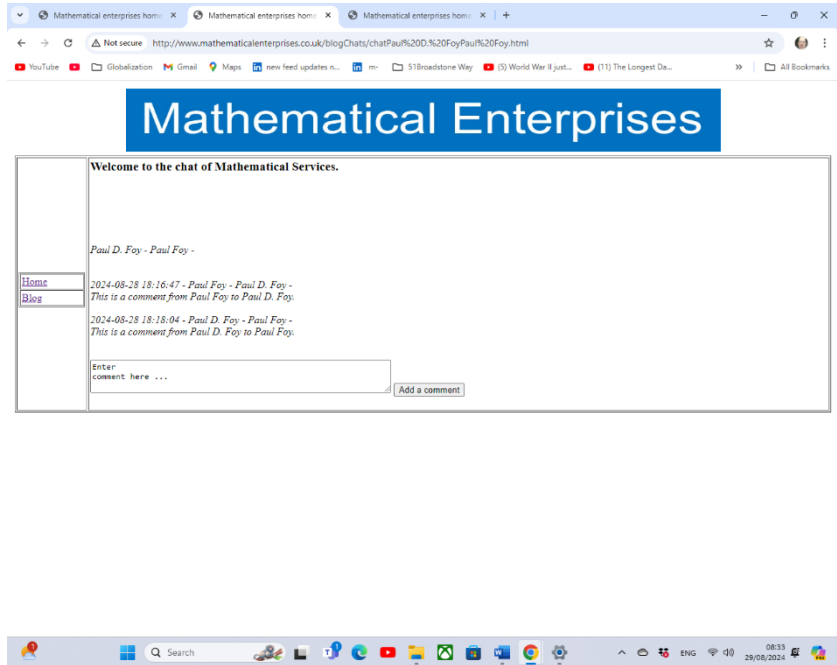 Mathematical enterprises home
Mathematical enterprises home
Mathematical enterprises home
Not secure http://www.mathematicalenterprises.co.uk/blogChats/chatPaul%20D.%20FoyPaul%20Foy.html
YouTube Globalization Gmail Maps new feed updates n... m- 51Broadstone Way (5) World War II just... (11) The Longest Da... » All Bookmarks
Mathematical Enterprises
Welcome to the chat of Mathematical Services.
Paul D. Foy - Paul Foy -
Home
Blog
2024-08-28 18:16:47 - Paul Foy - Paul D. Foy -
This is a comment from Paul Foy to Paul D. Foy.
2024-08-28 18:18:04 - Paul D. Foy - Paul Foy -
This is a comment from Paul D. Foy to Paul Foy.
Enter
comment here ...
Add a comment
Search
ENG
08:33
29/08/2024